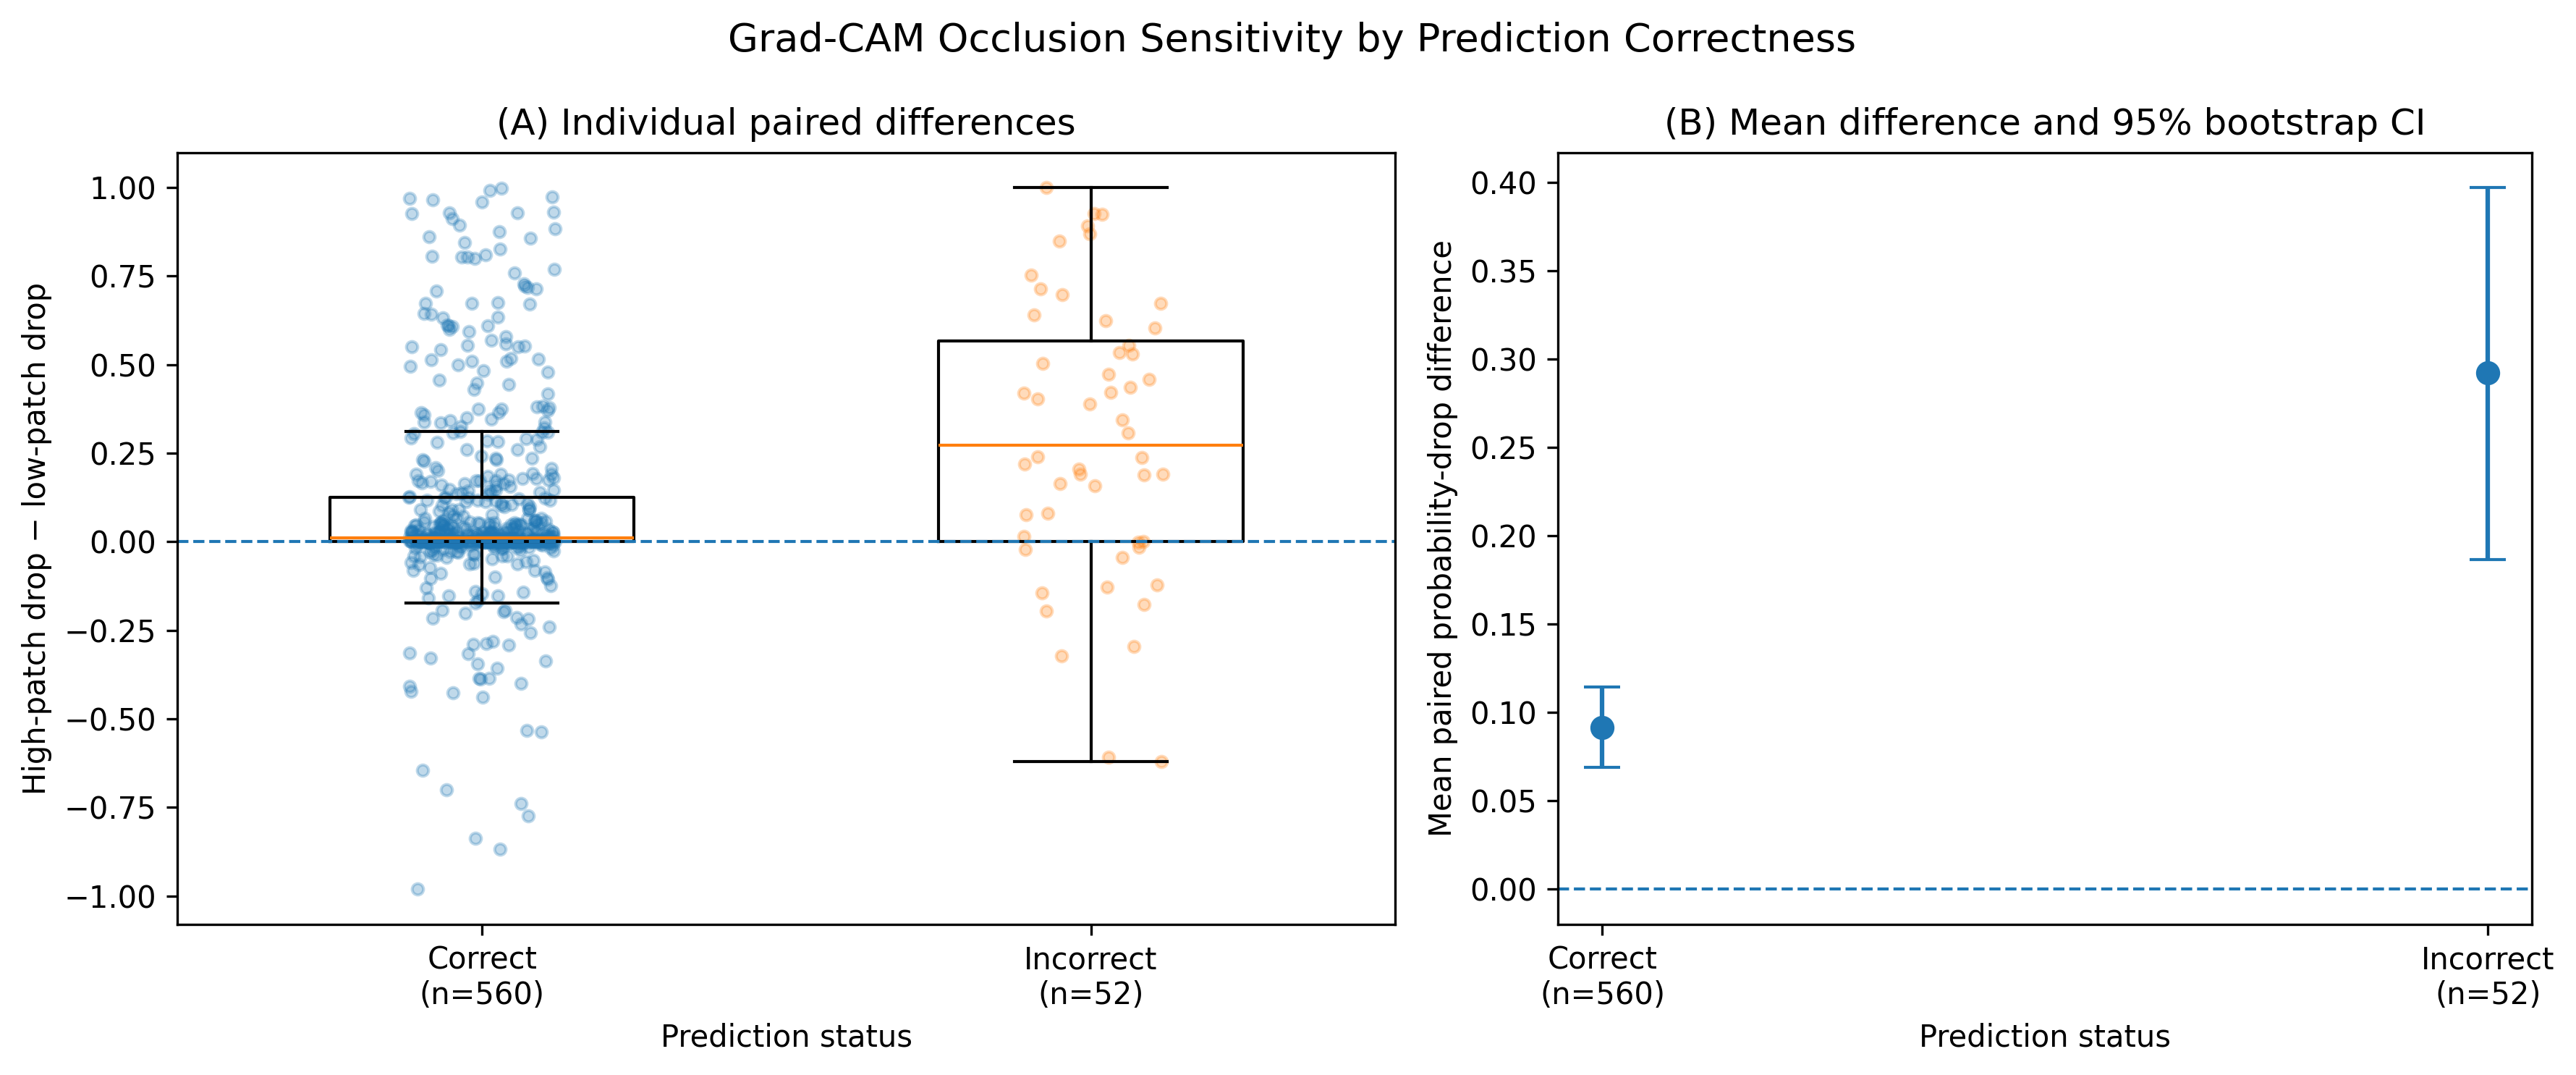 Grad-CAM Occlusion Sensitivity by Prediction Correctness
(A) Individual paired differences
High-patch drop − low-patch drop
1.00
0.75
0.50
0.25
0.00
−0.25
−0.50
−0.75
−1.00
Correct
(n=560)
Incorrect
(n=52)
Prediction status
(B) Mean difference and 95% bootstrap CI
Mean paired probability-drop difference
0.40
0.35
0.30
0.25
0.20
0.15
0.10
0.05
0.00
Correct
(n=560)
Incorrect
(n=52)
Prediction status